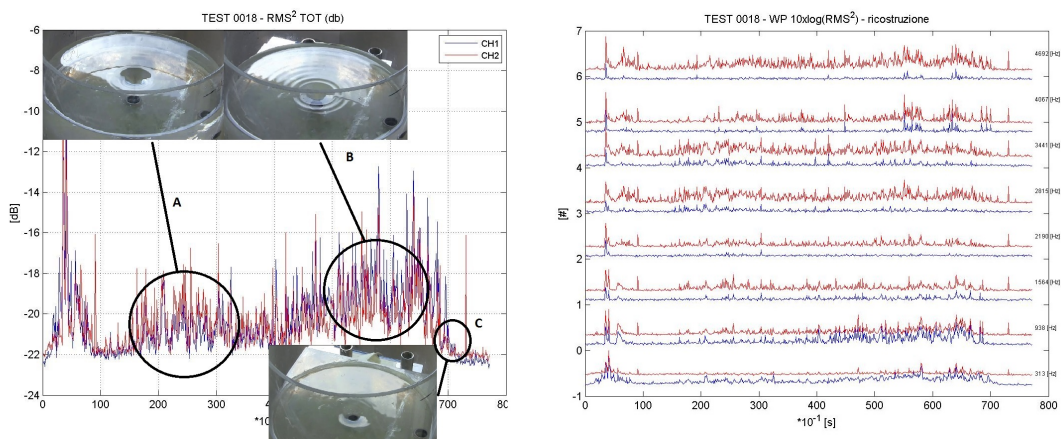 TEST 0018 - RMS² TOT (db)
CH1
CH2
-6
-8
-9
-11
-12
-14
-16
-18
-20
-22
-24
[dB]
A
B
C
0
100
200
300
700
80
*10⁻¹ [s]
TEST 0018 - WP 10xlog(RMS²) - ricostruzione
7
6
5
4
3
2
1
0
-1
[#]
4692 [Hz]
4067 [Hz]
3441 [Hz]
2815 [Hz]
2190 [Hz]
1564 [Hz]
938 [Hz]
313 [Hz]
0
100
200
300
400
500
600
700
800
*10⁻¹ [s]